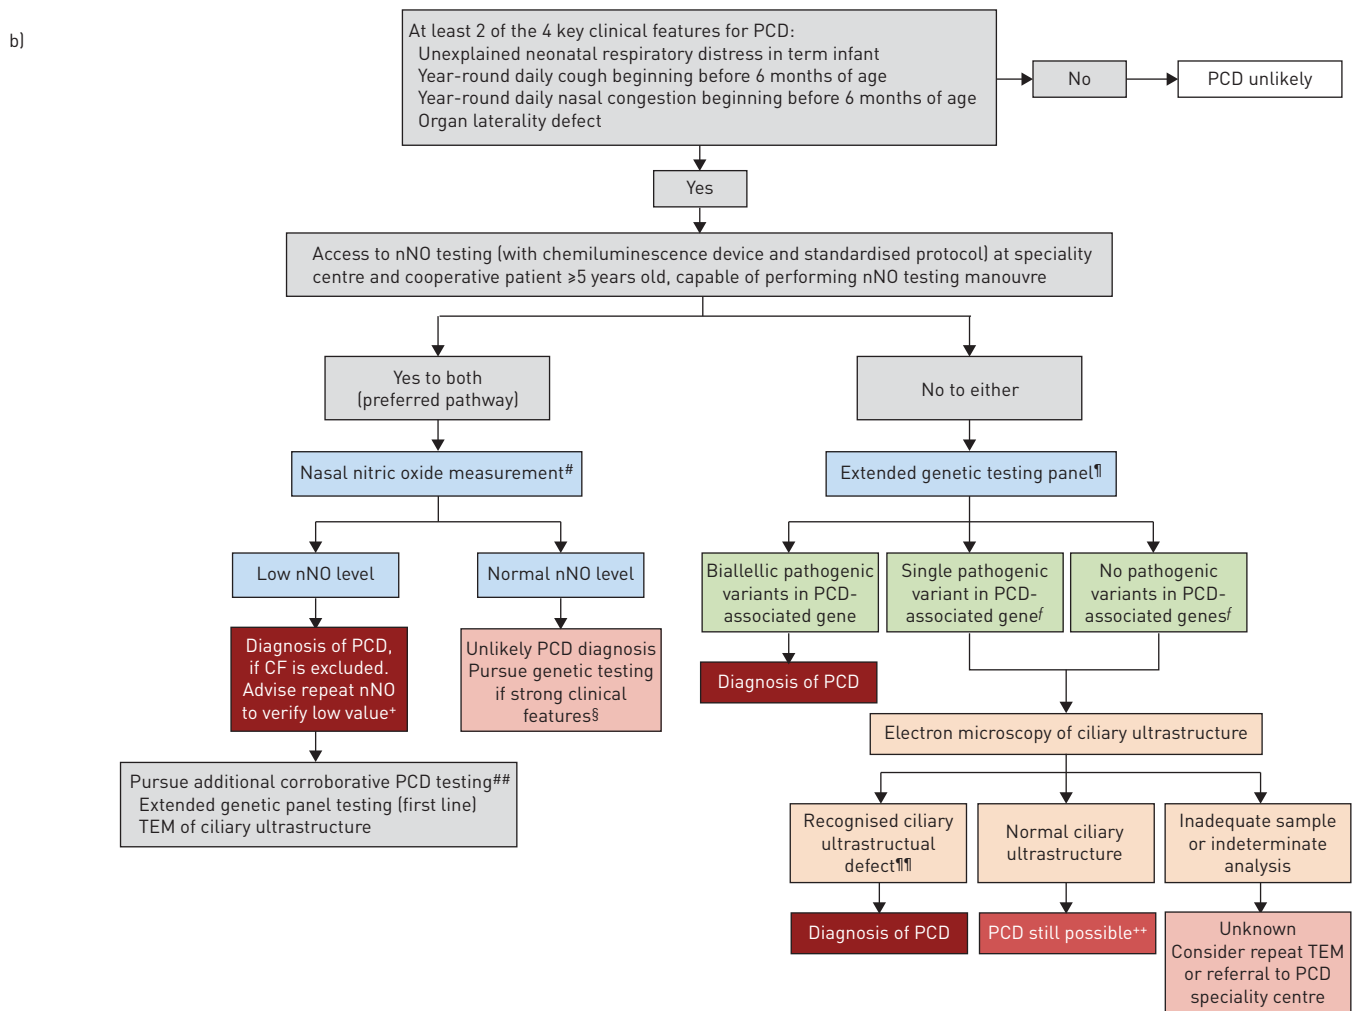 b)
At least 2 of the 4 key clinical features for PCD:
Unexplained neonatal respiratory distress in term infant
Year-round daily cough beginning before 6 months of age
Year-round daily nasal congestion beginning before 6 months of age
Organ laterality defect
No
PCD unlikely
Yes
Access to nNO testing (with chemiluminescence device and standardised protocol) at speciality
centre and cooperative patient ≥5 years old, capable of performing nNO testing manouvre
Yes to both
(preferred pathway)
No to either
Nasal nitric oxide measurement#
Extended genetic testing panel¶
Low nNO level
Normal nNO level
Biallellic pathogenic
variants in PCD-
associated gene
Single pathogenic
variant in PCD-
associated geneƒ
No pathogenic
variants in PCD-
associated genesƒ
Diagnosis of PCD,
if CF is excluded.
Advise repeat nNO
to verify low value+
Unlikely PCD diagnosis
Pursue genetic testing
if strong clinical
features§
Diagnosis of PCD
Electron microscopy of ciliary ultrastructure
Pursue additional corroborative PCD testing##
Extended genetic panel testing (first line)
TEM of ciliary ultrastructure
Recognised ciliary
ultrastructual
defect¶¶
Normal ciliary
ultrastructure
Inadequate sample
or indeterminate
analysis
Diagnosis of PCD
PCD still possible++
Unknown
Consider repeat TEM
or referral to PCD
speciality centre